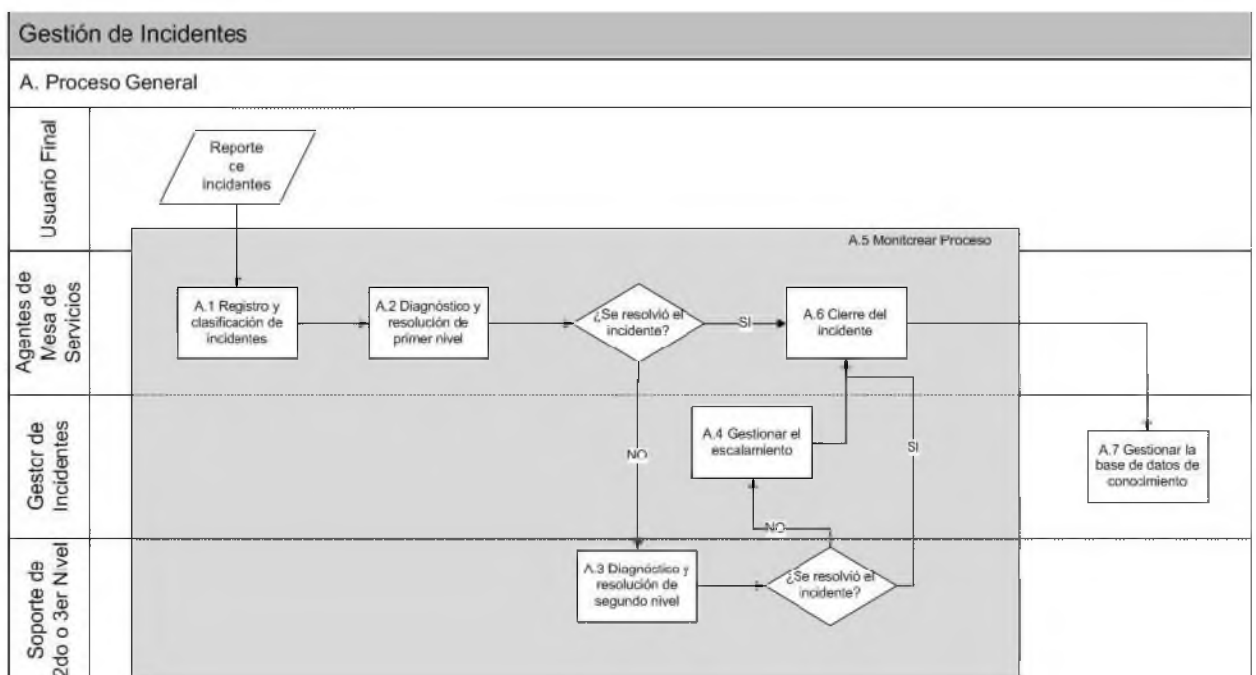 Gestión de Incidentes
A. Proceso General
Usuario Final
Reporte
ce
incidentes
A.5 Monitorear Proceso
Agentes de
Mesa de
Servicios
A.1 Registro y
clasificación de
incidentes
A.2 Diagnóstico y
resolución de
primer nivel
¿Se resolvió el
incidente?
SI
A.6 Cierre del
incidente
Gestor de
Incidentes
NO
A.4 Gestionar el
escalamiento
SI
A.7 Gestionar la
base de datos de
conocimiento
NO
Soporte de
2do o 3er Nivel
A.3 Diagnóstico y
resolución de
segundo nivel
¿Se resolvió el
incidente?